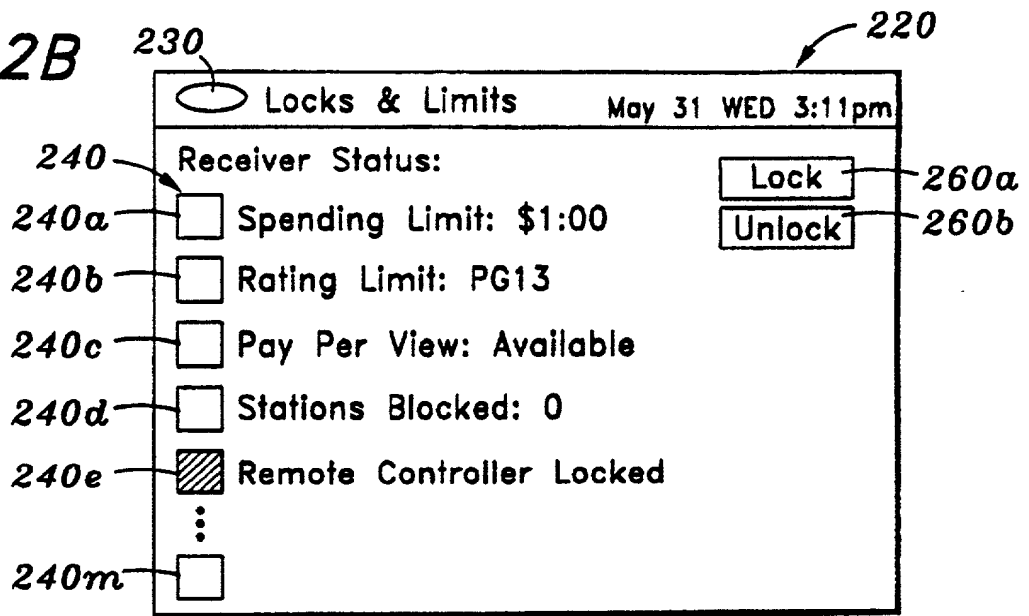 2B
230
220
Locks & Limits May 31 WED 3:11pm
240 Receiver Status:
Lock 260a
240a Spending Limit: $1:00
Unlock 260b
240b Rating Limit: PG13
240c Pay Per View: Available
240d Stations Blocked: 0
240e Remote Controller Locked
240m